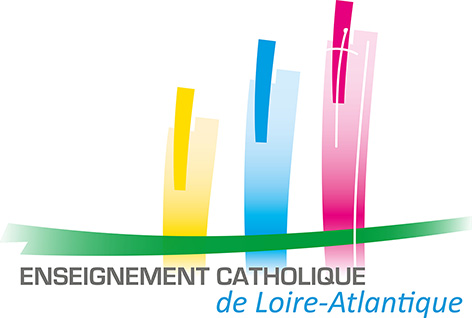 ENSEIGNEMENT CATHOLIQUE
de Loire-Atlantique